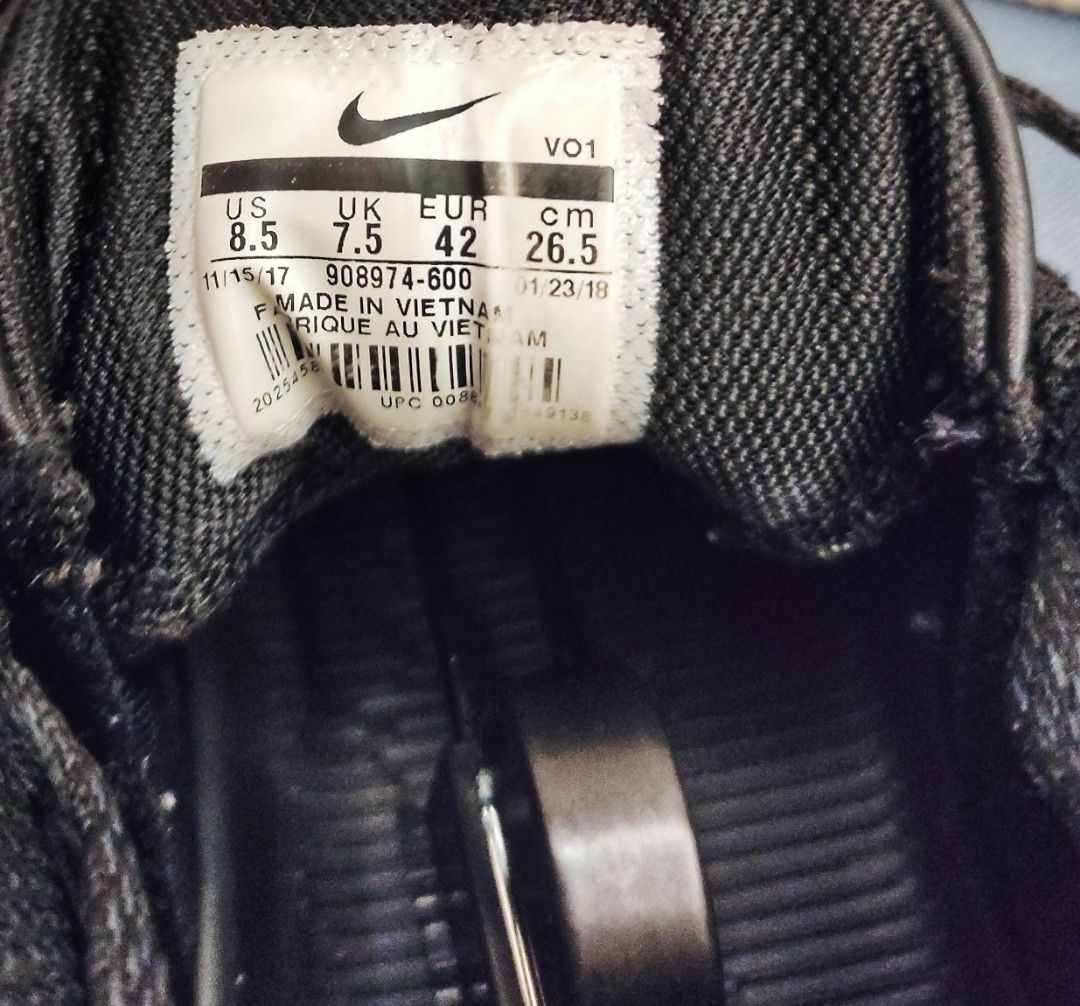 VO1
US UK EUR cm
8.5 7.5 42 26.5
11/15/17 908974-600 01/23/18
MADE IN VIETNAM
RIQUE AU VIETNAM
UPC 0088